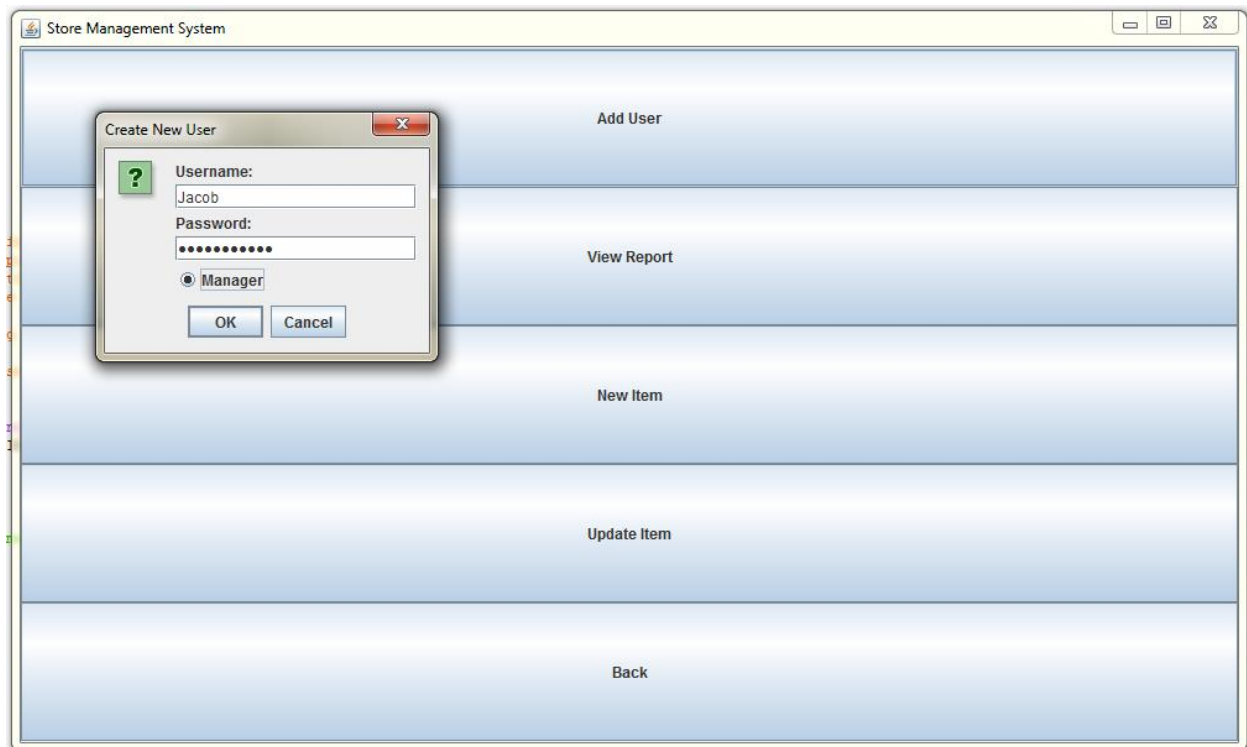 Store Management System
Add User
Create New User
?
Username:
Jacob
Password:
•••••••••••
Manager
OK
Cancel
View Report
New Item
Update Item
Back